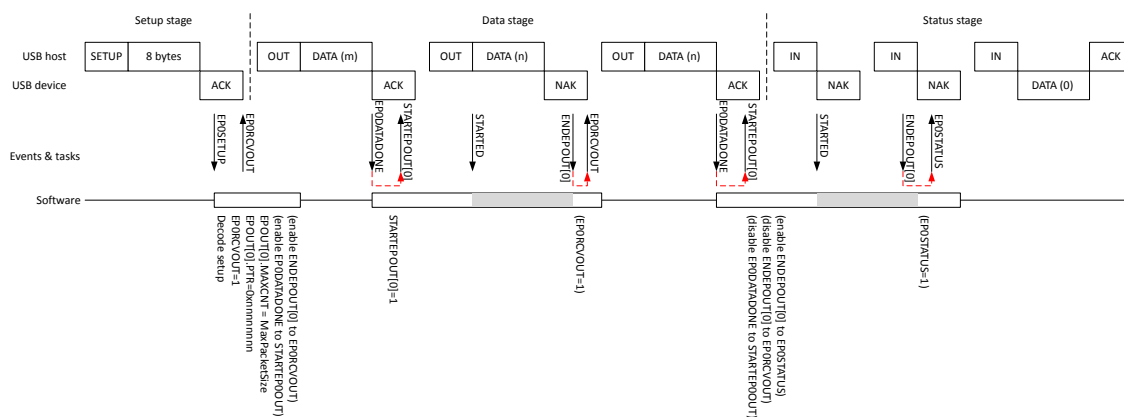 Setup stage
Data stage
Status stage
USB host
SETUP
8 bytes
OUT
DATA (m)
OUT
DATA (n)
OUT
DATA (n)
IN
IN
IN
ACK
USB device
ACK
ACK
NAK
ACK
NAK
NAK
DATA (0)
Events & tasks
EP0SETUP
EP0RCVOUT
EP0DATADONE
STARTEPOUT[0]
STARTED
ENDEPOUT[0]
EP0RCVOUT
EP0DATADONE
STARTEPOUT[0]
STARTED
ENDEPOUT[0]
EP0STATUS
Software
(enable ENDEPOUT[0] to EP0RCVOUT)
(enable EP0DATADONE to STARTEP0OUT)
EPOUT[0].MAXCNT = MaxPacketSize
EPOUT[0].PTR=0xnnnnnnnn
EP0RCVOUT=1
Decode setup
STARTEPOUT[0]=1
(EP0RCVOUT=1)
(enable ENDEPOUT[0] to EP0STATUS)
(disable ENDEPOUT[0] to EP0RCVOUT)
(disable EP0DATADONE to STARTEP0OUT)
(EP0STATUS=1)